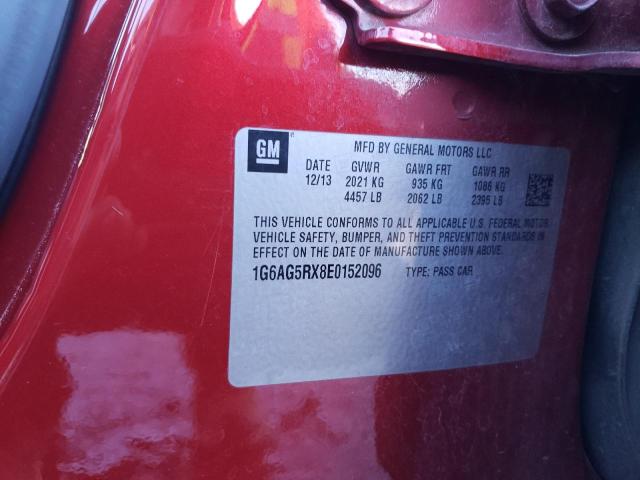 GM
MFD BY GENERAL MOTORS LLC
DATE GVWR GAWR FRT GAWR RR
12/13 2021 KG 935 KG 1086 KG
4457 LB 2062 LB 2395 LB
THIS VEHICLE CONFORMS TO ALL APPLICABLE U.S. FEDERAL MOTOR
VEHICLE SAFETY, BUMPER, AND THEFT PREVENTION STANDARDS IN
EFFECT ON THE DATE OF MANUFACTURE SHOWN ABOVE.
1G6AG5RX8E0152096 TYPE: PASS CAR